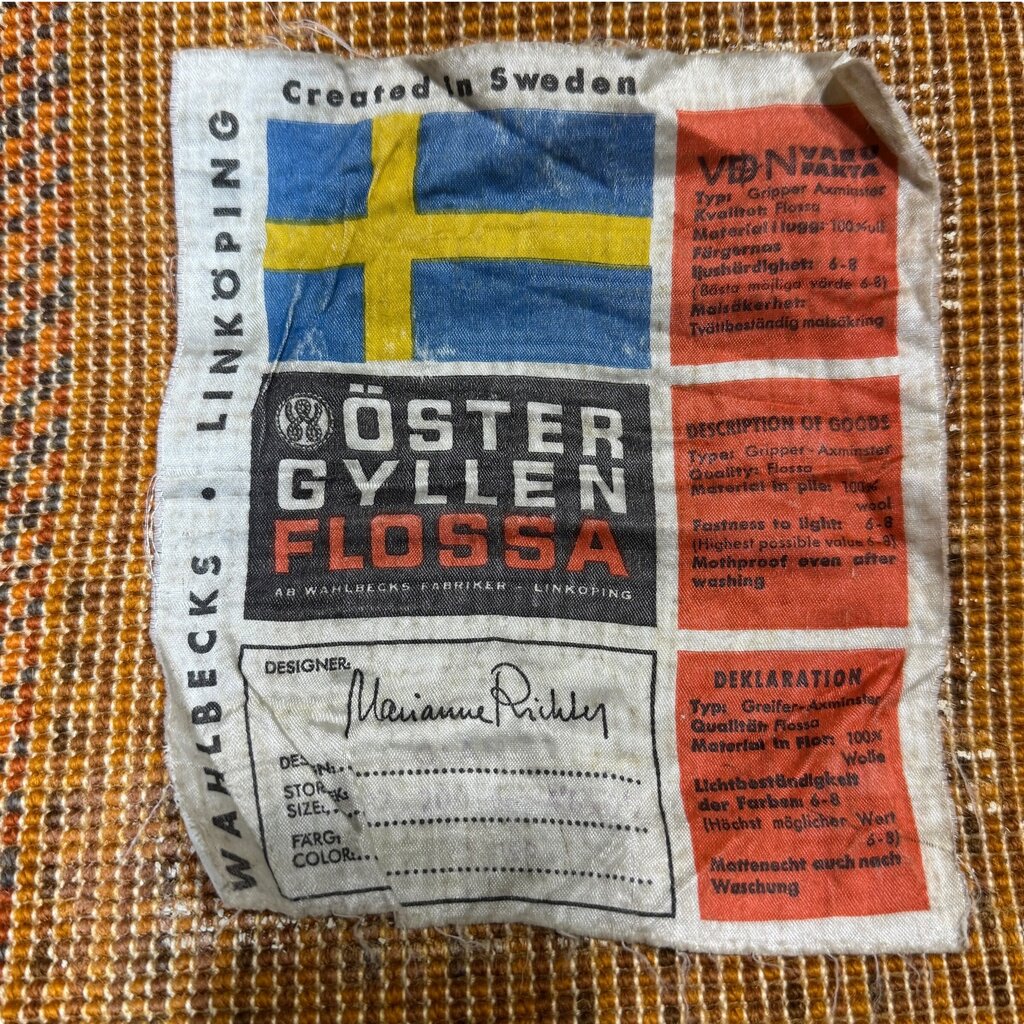 Created in Sweden
WAHLBECKS • LINKÖPING
ÖSTER
GYLLEN
FLOSSA
AB WAHLBECKS FABRIKER - LINKÖPING
DESIGNER:
Marianne Richter
DESIGN:
STORLEK:
SIZE:
FÄRG:
COLOR:
VDN VARU
FAKTA
Typ: Gripper Axminster
Kvalitet: Flossa
Material i lugg: 100% ull
Färgernas
ljushärdighet: 6-8
(Bästa möjliga värde 6-8)
Malsäkerhet:
Tvättbeständig malsäkring
DESCRIPTION OF GOODS
Type: Gripper-Axminster
Quality: Flossa
Material in pile: 100%
wool
Fastness to light: 6-8
(Highest possible value 6-8)
Mothproof even after
washing
DEKLARATION
Typ: Greifer-Axminster
Qualität: Flossa
Material in Flor: 100%
Wolle
Lichtbeständigkeit
der Farben: 6-8
(Höchst möglicher Wert
6-8)
Mottenecht auch nach
Waschung